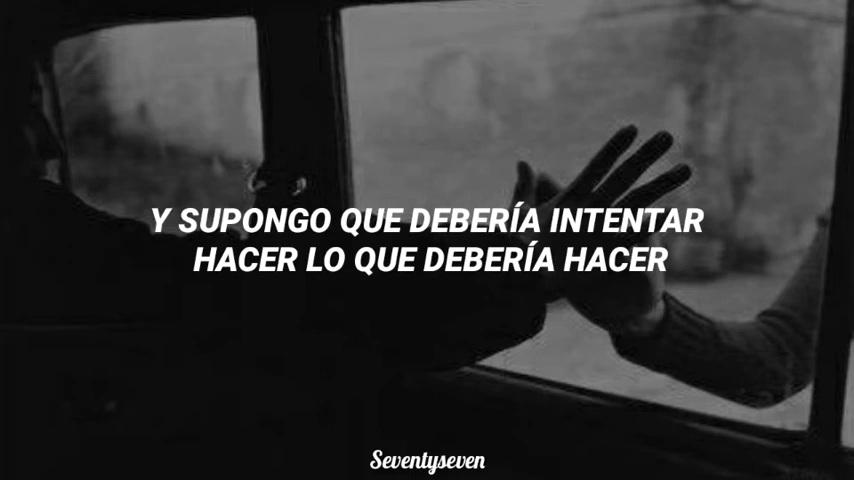 Y SUPONGO QUE DEBERÍA INTENTAR
HACER LO QUE DEBERÍA HACER
Seventyseven